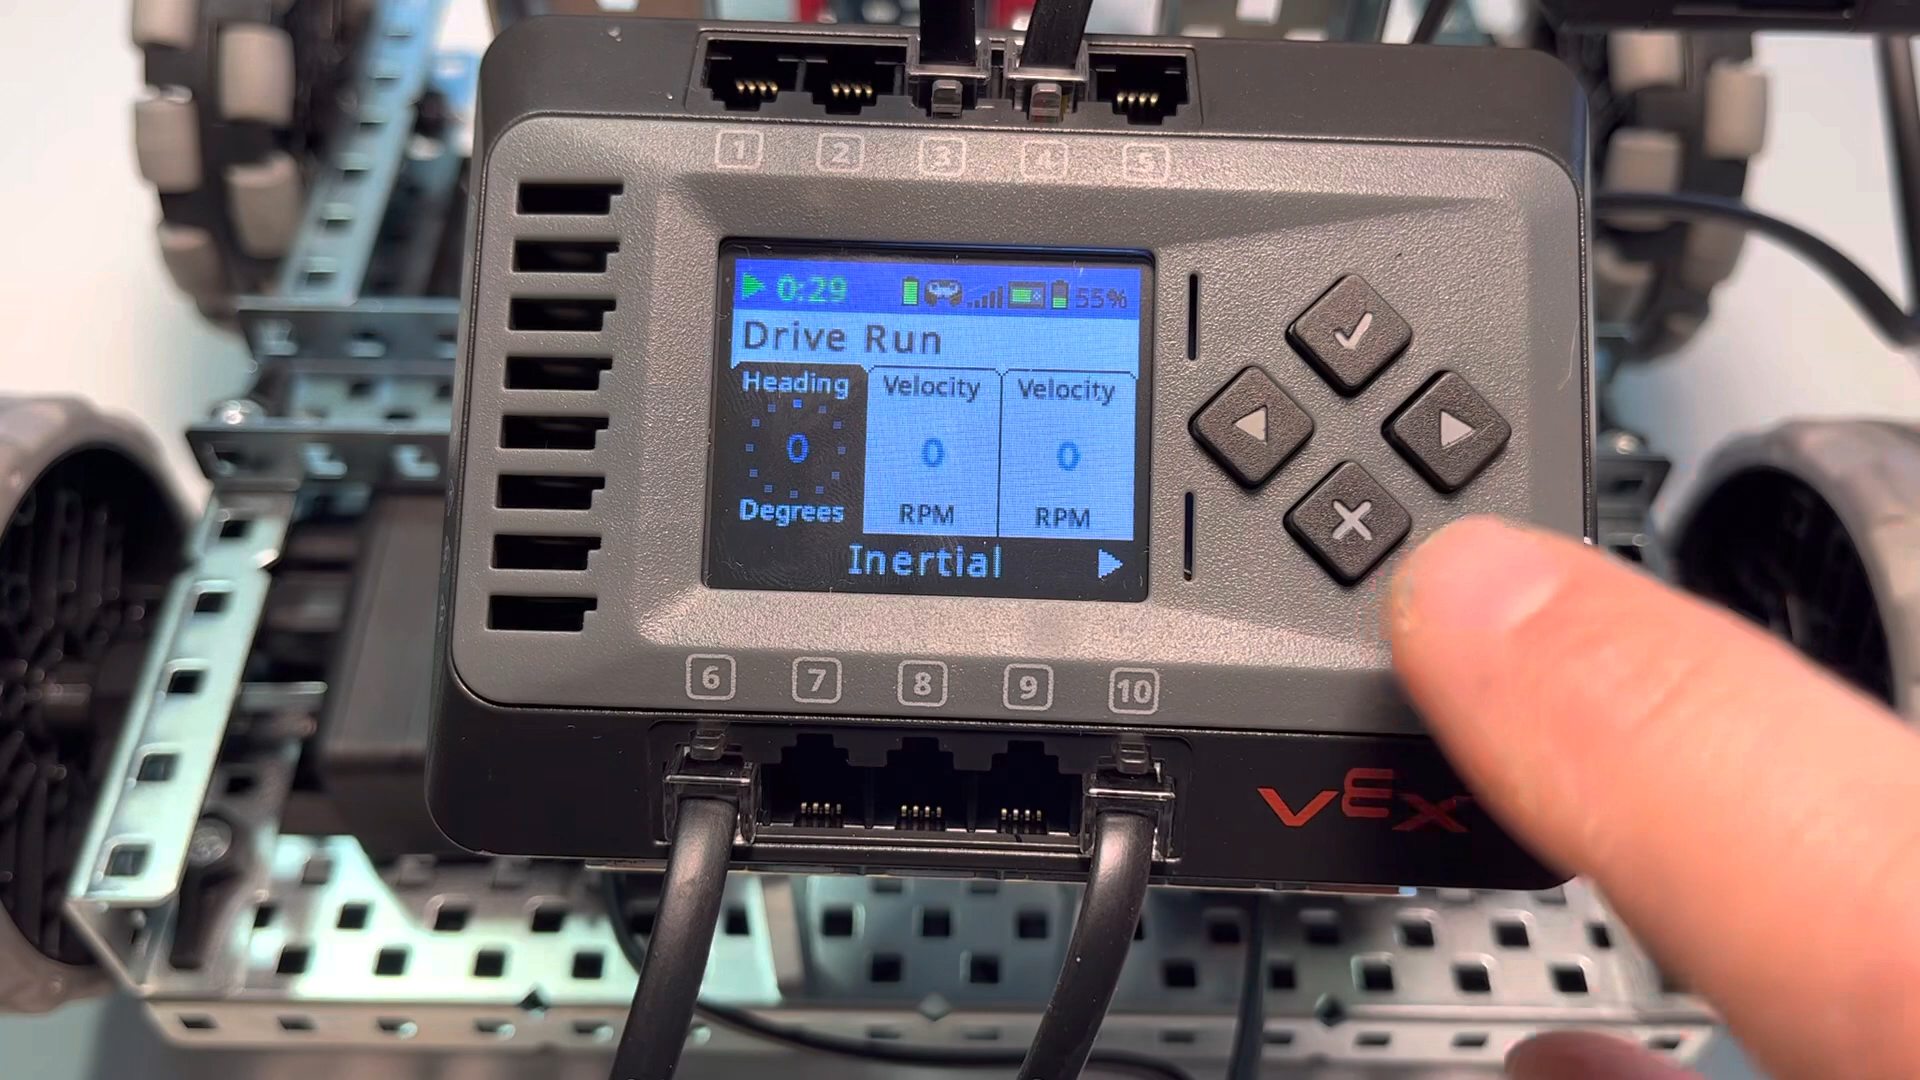 1 2 3 4 5
0:29 55%
Drive Run
Heading Velocity Velocity
0 0 0
Degrees RPM RPM
Inertial
6 7 8 9 10
VEX